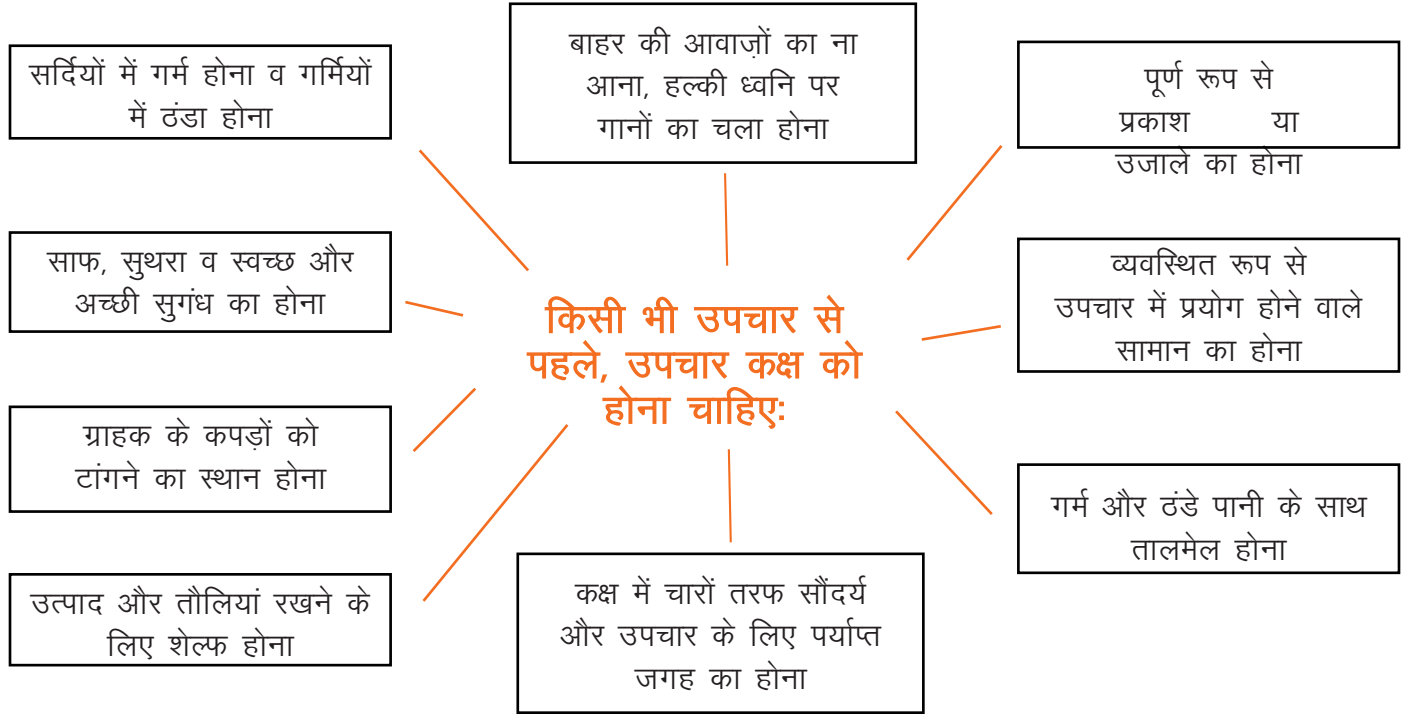 बाहर की आवाज़ों का ना
आना, हल्की ध्वनि पर
गानों का चला होना
सर्दियों में गर्म होना व गर्मियों
में ठंडा होना
पूर्ण रूप से
प्रकाश या
उजाले का होना
साफ, सुथरा व स्वच्छ और
अच्छी सुगंध का होना
व्यवस्थित रूप से
उपचार में प्रयोग होने वाले
सामान का होना
किसी भी उपचार से
पहले, उपचार कक्ष को
होना चाहिएः
ग्राहक के कपड़ों को
टांगने का स्थान होना
गर्म और ठंडे पानी के साथ
तालमेल होना
उत्पाद और तौलियां रखने के
लिए शेल्फ होना
कक्ष में चारों तरफ सौंदर्य
और उपचार के लिए पर्याप्त
जगह का होना